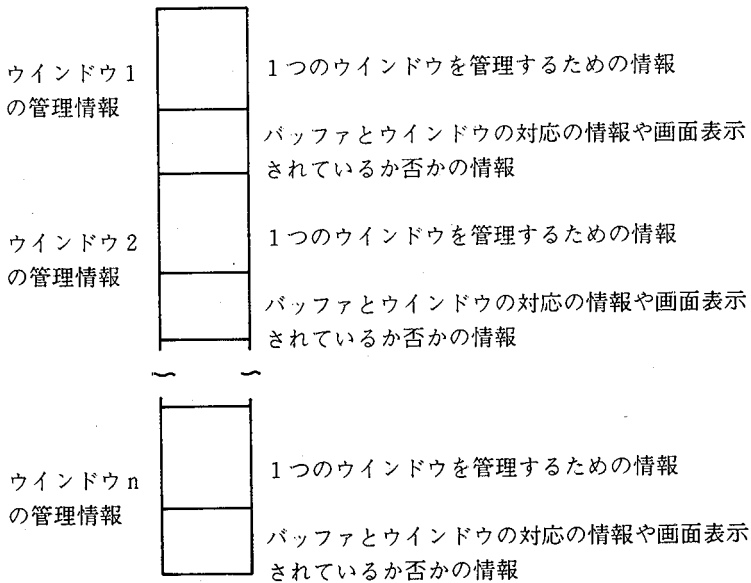 ウインドウ1
の管理情報
1つのウインドウを管理するための情報
バッファとウインドウの対応の情報や画面表示
されているか否かの情報
ウインドウ2
の管理情報
1つのウインドウを管理するための情報
バッファとウインドウの対応の情報や画面表示
されているか否かの情報
ウインドウn
の管理情報
1つのウインドウを管理するための情報
バッファとウインドウの対応の情報や画面表示
されているか否かの情報